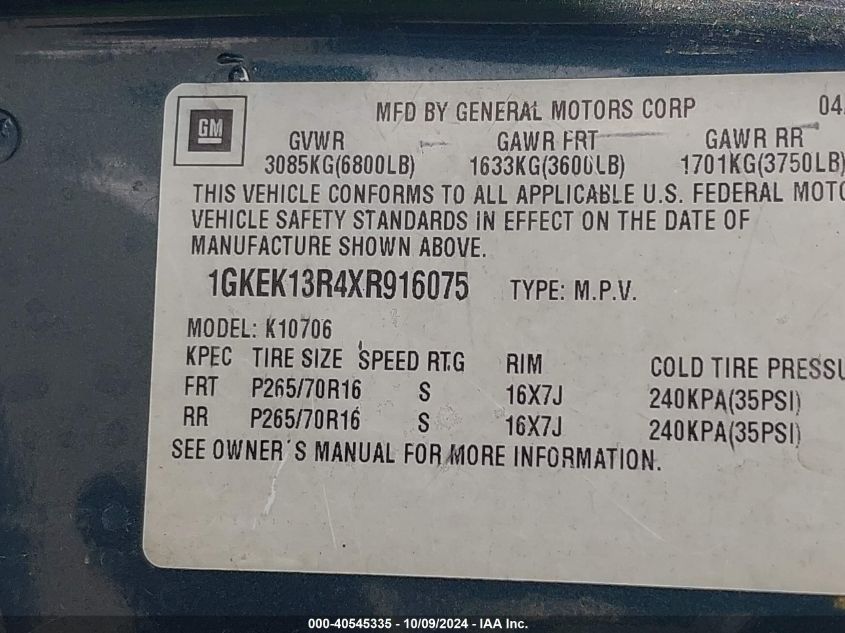 MFD BY GENERAL MOTORS CORP 04
GM
GVWR GAWR FRT GAWR RR
3085KG(6800LB) 1633KG(3600LB) 1701KG(3750LB)
THIS VEHICLE CONFORMS TO ALL APPLICABLE U.S. FEDERAL MOTO
VEHICLE SAFETY STANDARDS IN EFFECT ON THE DATE OF
MANUFACTURE SHOWN ABOVE.
1GKEK13R4XR916075 TYPE: M.P.V.
MODEL: K10706
KPEC TIRE SIZE SPEED RTG RIM COLD TIRE PRESSU
FRT P265/70R16 S 16X7J 240KPA(35PSI)
RR P265/70R16 S 16X7J 240KPA(35PSI)
SEE OWNER'S MANUAL FOR MORE INFORMATION.
000-40545335 - 10/09/2024 - IAA Inc.